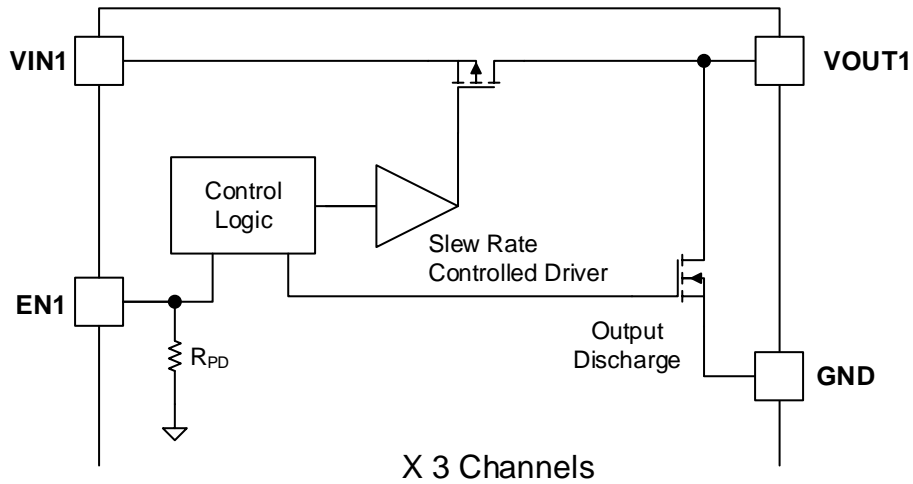 VIN1
VOUT1
Control
Logic
Slew Rate
Controlled Driver
EN1
RPD
Output
Discharge
GND
X 3 Channels